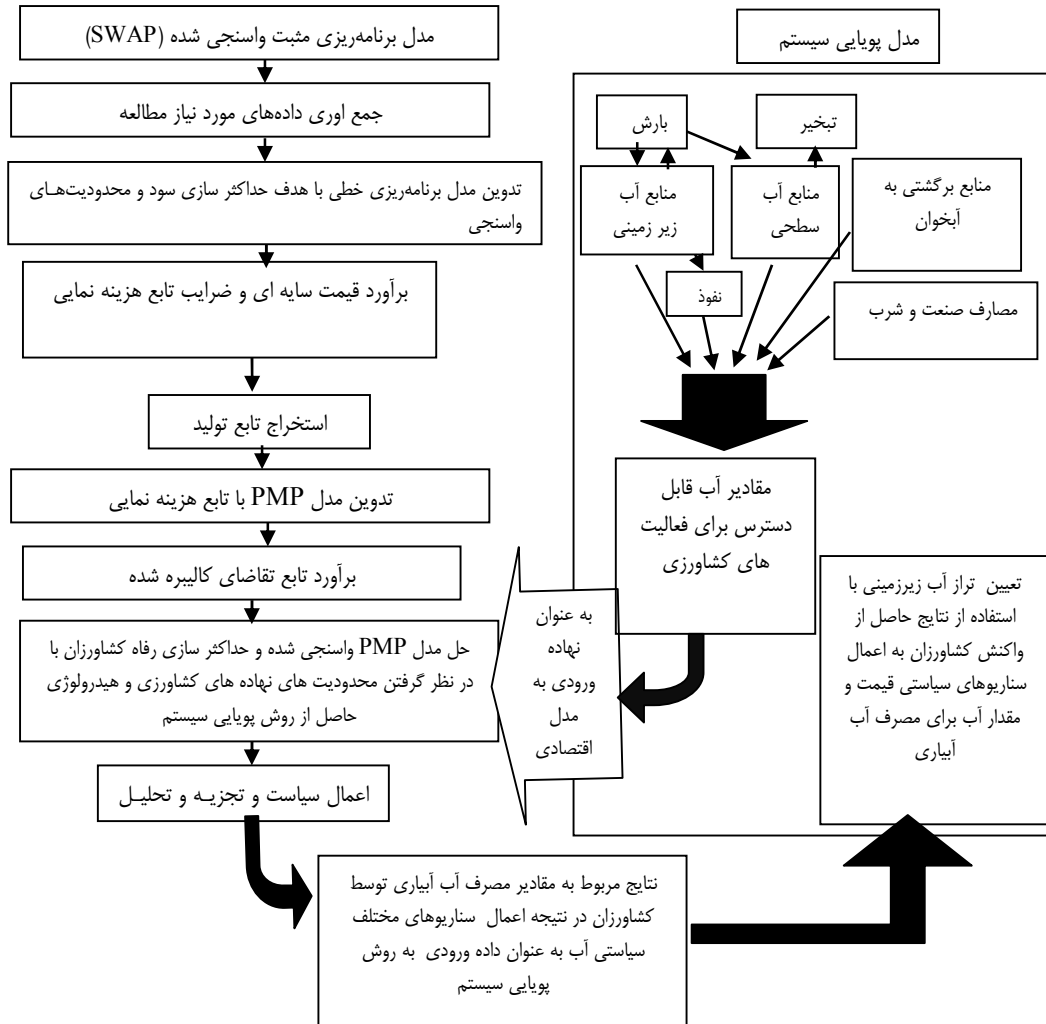 مدل برنامه‌ریزی مثبت واسنجی شده (SWAP)
جمع اوری داده‌های مورد نیاز مطالعه
تدوین مدل برنامه‌ریزی خطی با هدف حداکثر سازی سود و محدودیت‌هـای
واسنجی
برآورد قیمت سایه ای و ضرایب تابع هزینه نمایی
استخراج تابع تولید
تدوین مدل PMP با تابع هزینه نمایی
برآورد تابع تقاضای کالیبره شده
حل مدل PMP واسنجی شده و حداکثر سازی رفاه کشاورزان با
در نظر گرفتن محدودیت های نهاده های کشاورزی و هیدرولوژی
حاصل از روش پویایی سیستم
اعمال سیاست و تجزیـه و تحلیـل
نتایج مربوط به مقادیر مصرف آب آبیاری توسط
کشاورزان در نتیجه اعمال سناریوهای مختلف
سیاستی آب به عنوان داده ورودی به روش
پویایی سیستم
مدل پویایی سیستم
بارش
تبخیر
منابع آب
زیر زمینی
منابع آب
سطحی
منابع برگشتی به
آبخوان
نفوذ
مصارف صنعت و شرب
مقادیر آب قابل
دسترس برای فعالیت
های کشاورزی
به عنوان
نهاده
ورودی به
مدل
اقتصادی
تعیین تراز آب زیرزمینی با
استفاده از نتایج حاصل از
واکنش کشاورزان به اعمال
سناریوهای سیاستی قیمت و
مقدار آب برای مصرف آب
آبیاری